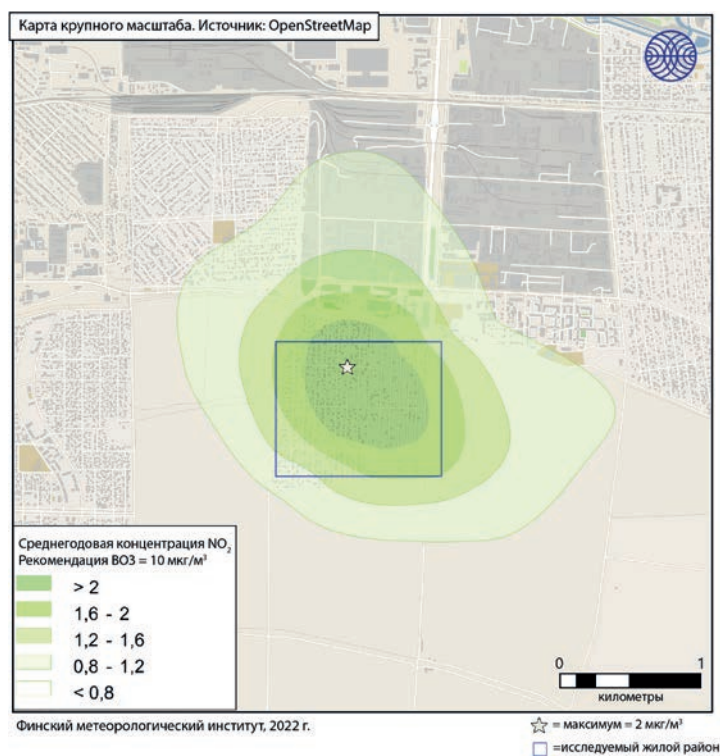 Карта крупного масштаба. Источник: OpenStreetMap
Среднегодовая концентрация NO₂
Рекомендация ВОЗ = 10 мкг/м³
> 2
1,6 - 2
1,2 - 1,6
0,8 - 1,2
< 0,8
0 1
километры
Финский метеорологический институт, 2022 г.
= максимум = 2 мкг/м³
=исследуемый жилой район